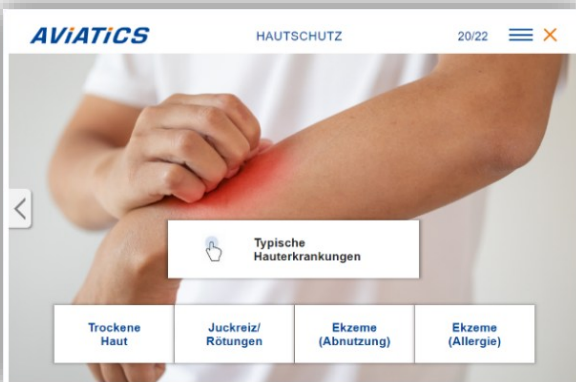 AViATiCS
HAUTSCHUTZ
20/22
Typische
Hauterkrankungen
Trockene
Haut
Juckreiz/
Rötungen
Ekzeme
(Abnutzung)
Ekzeme
(Allergie)